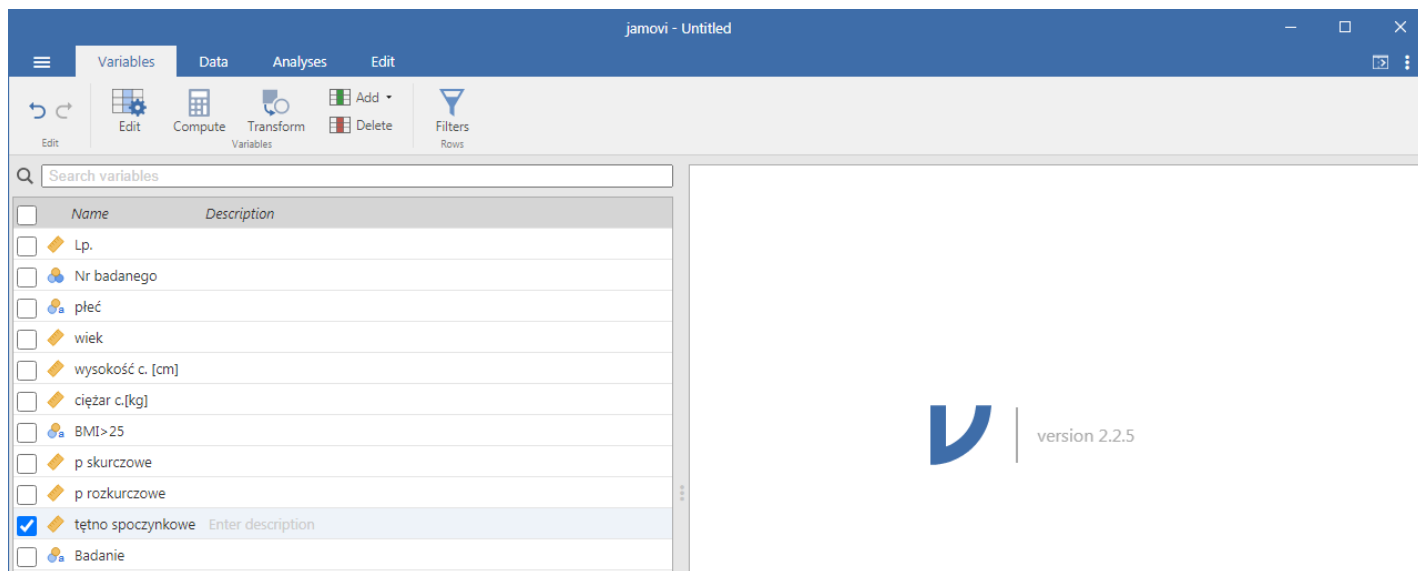 jamovi - Untitled
Variables Data Analyses Edit
Edit Compute Transform Add Delete Filters
Edit Variables Rows
Search variables
Name Description
Lp.
Nr badanego
płeć
wiek
wysokość c. [cm]
ciężar c.[kg]
BMI>25
p skurczowe
p rozkurczowe
tętno spoczynkowe Enter description
Badanie
version 2.2.5